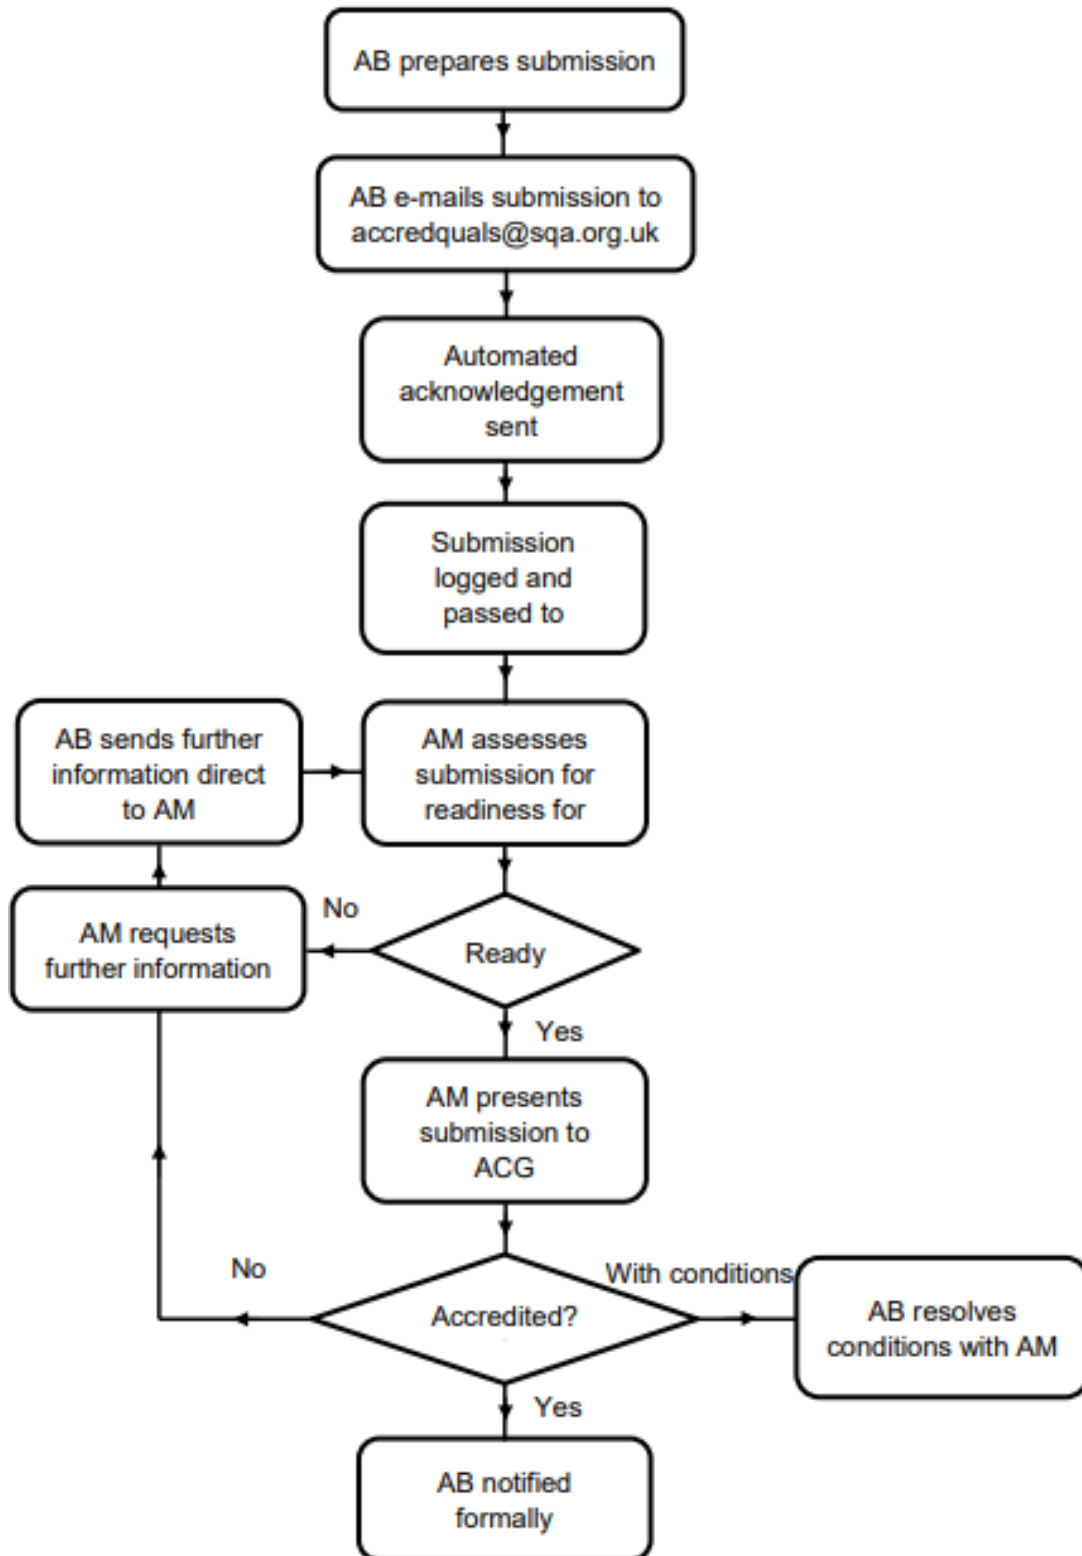 AB prepares submission
AB e-mails submission to
accredquals@sqa.org.uk
Automated
acknowledgement
sent
Submission
logged and
passed to
AB sends further
information direct
to AM
AM assesses
submission for
readiness for
No
AM requests
further information
Ready
Yes
AM presents
submission to
ACG
No
With conditions
Accredited?
AB resolves
conditions with AM
Yes
AB notified
formally